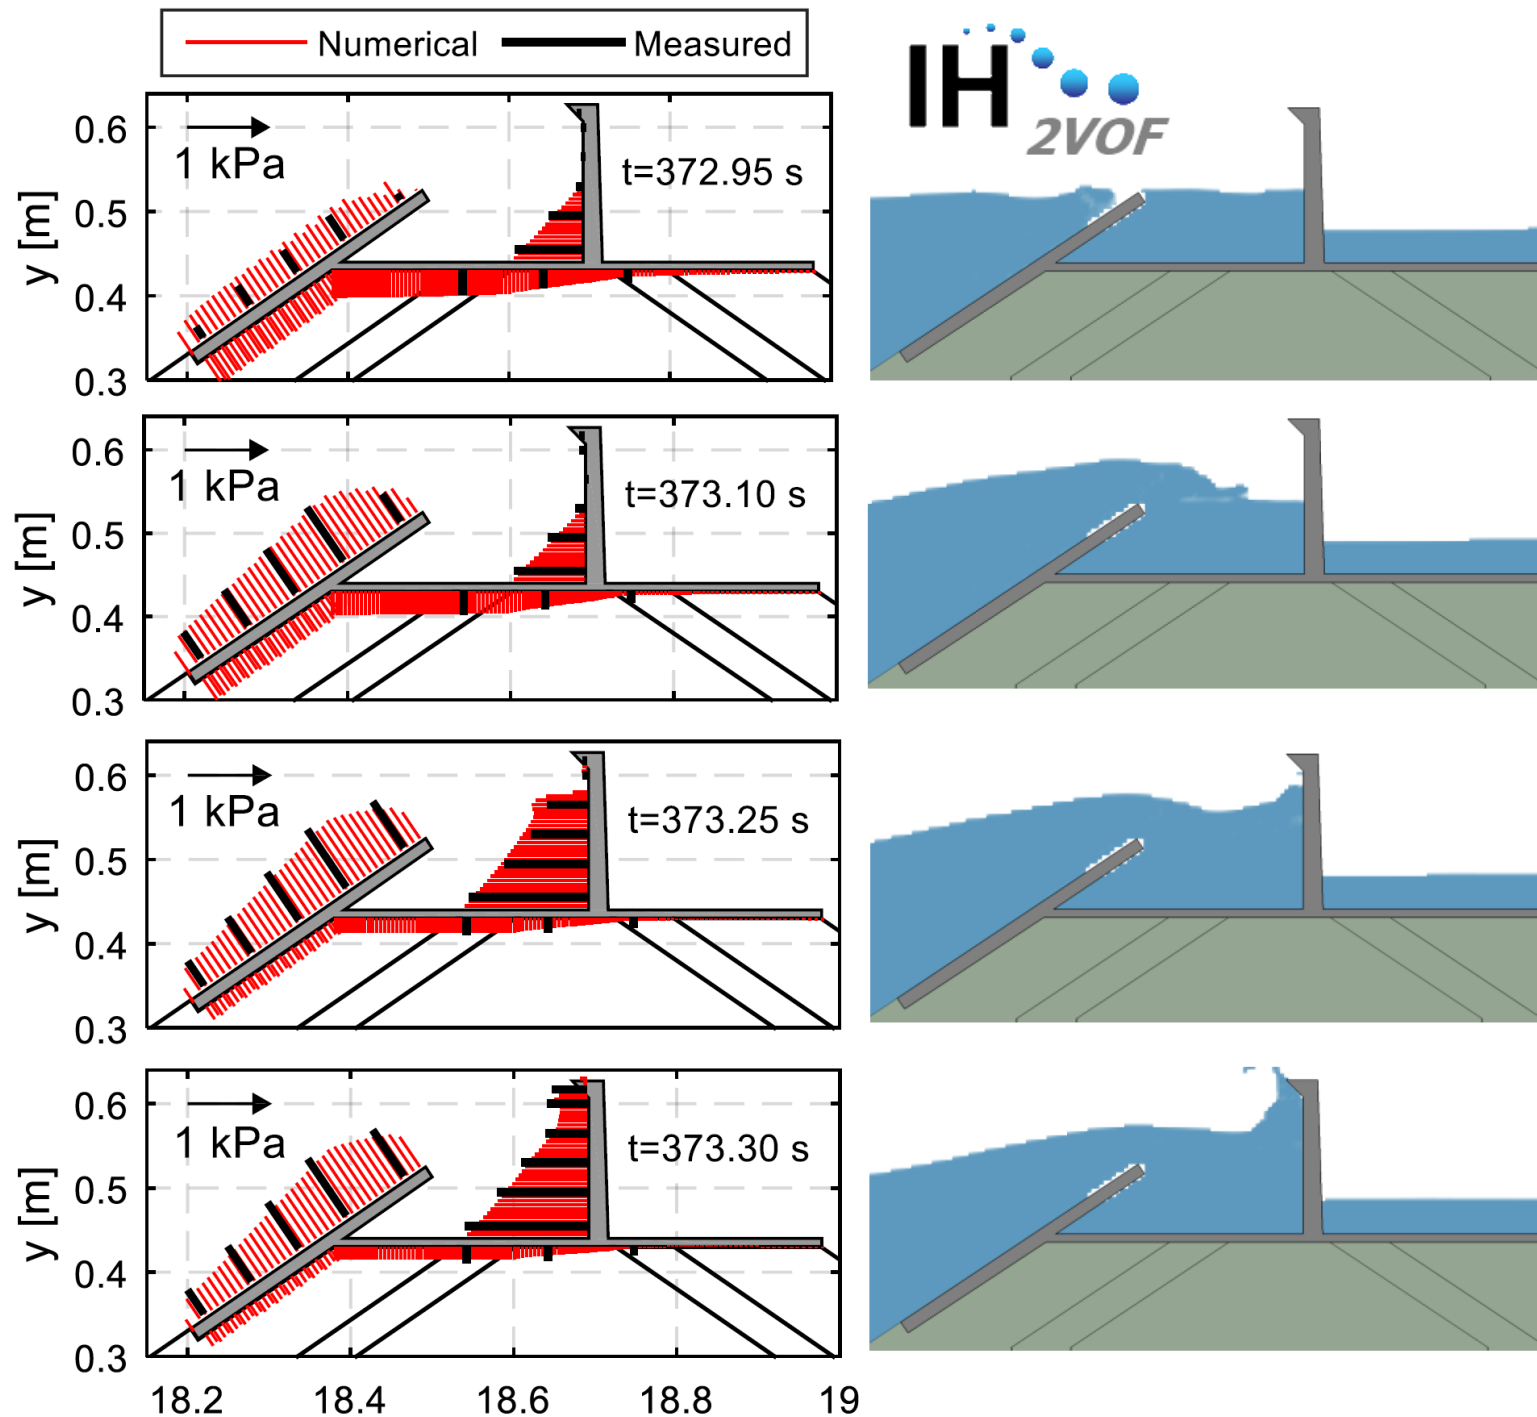 Numerical Measured
IH
2VOF
0.6
1 kPa
t=372.95 s
0.5
y [m]
0.4
0.3
0.6
1 kPa
t=373.10 s
0.5
y [m]
0.4
0.3
0.6
1 kPa
t=373.25 s
0.5
y [m]
0.4
0.3
0.6
1 kPa
t=373.30 s
0.5
y [m]
0.4
0.3
18.2 18.4 18.6 18.8 19